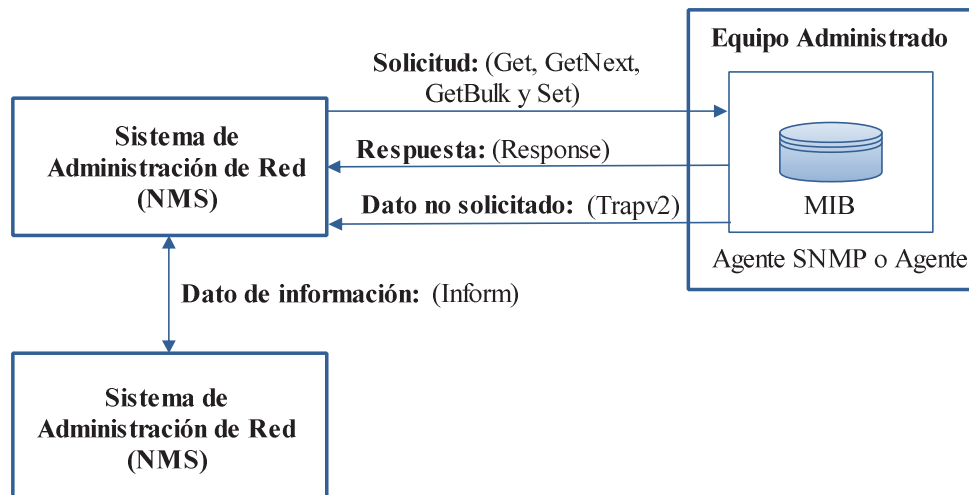 Equipo Administrado
Solicitud: (Get, GetNext,
GetBulk y Set)
Sistema de
Administración de Red
(NMS)
Respuesta: (Response)
Dato no solicitado: (Trapv2)
MIB
Agente SNMP o Agente
Dato de información: (Inform)
Sistema de
Administración de Red
(NMS)